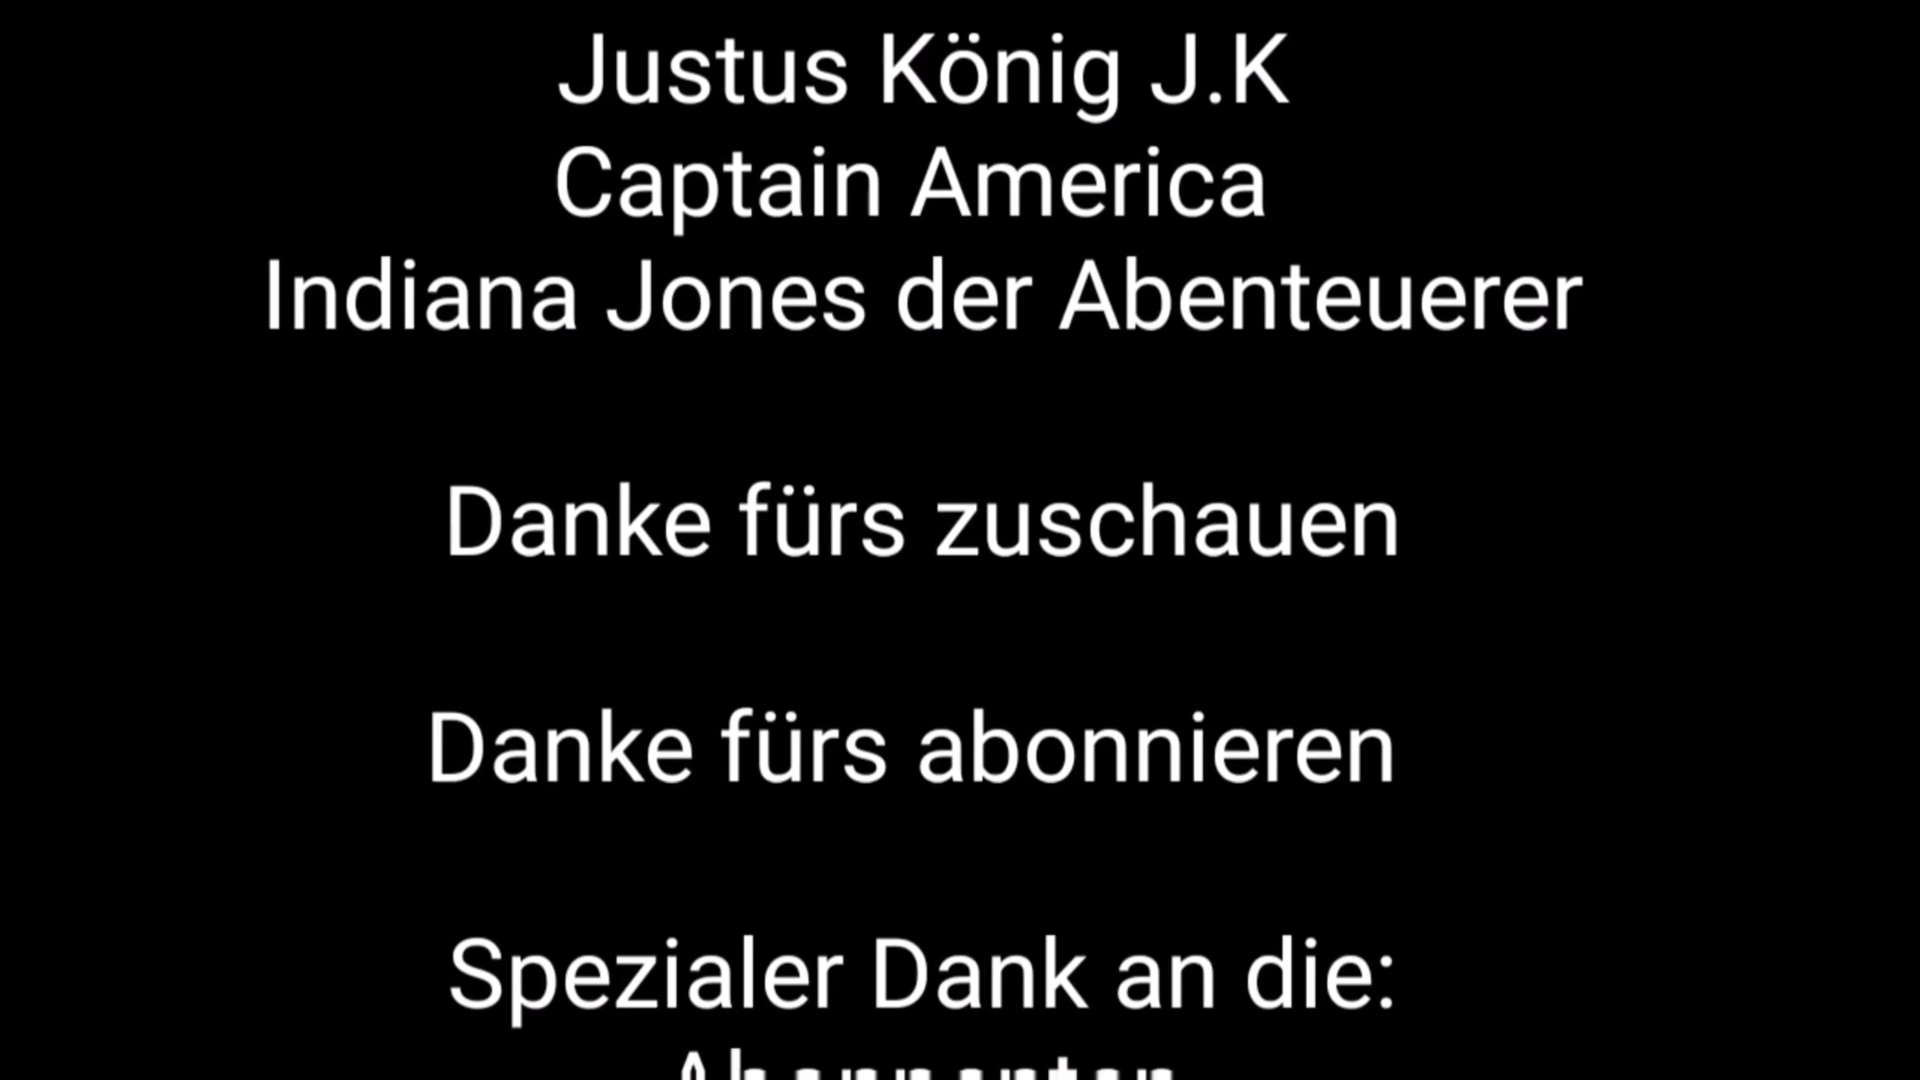 Justus König J.K
Captain America
Indiana Jones der Abenteuerer
Danke fürs zuschauen
Danke fürs abonnieren
Spezialer Dank an die: